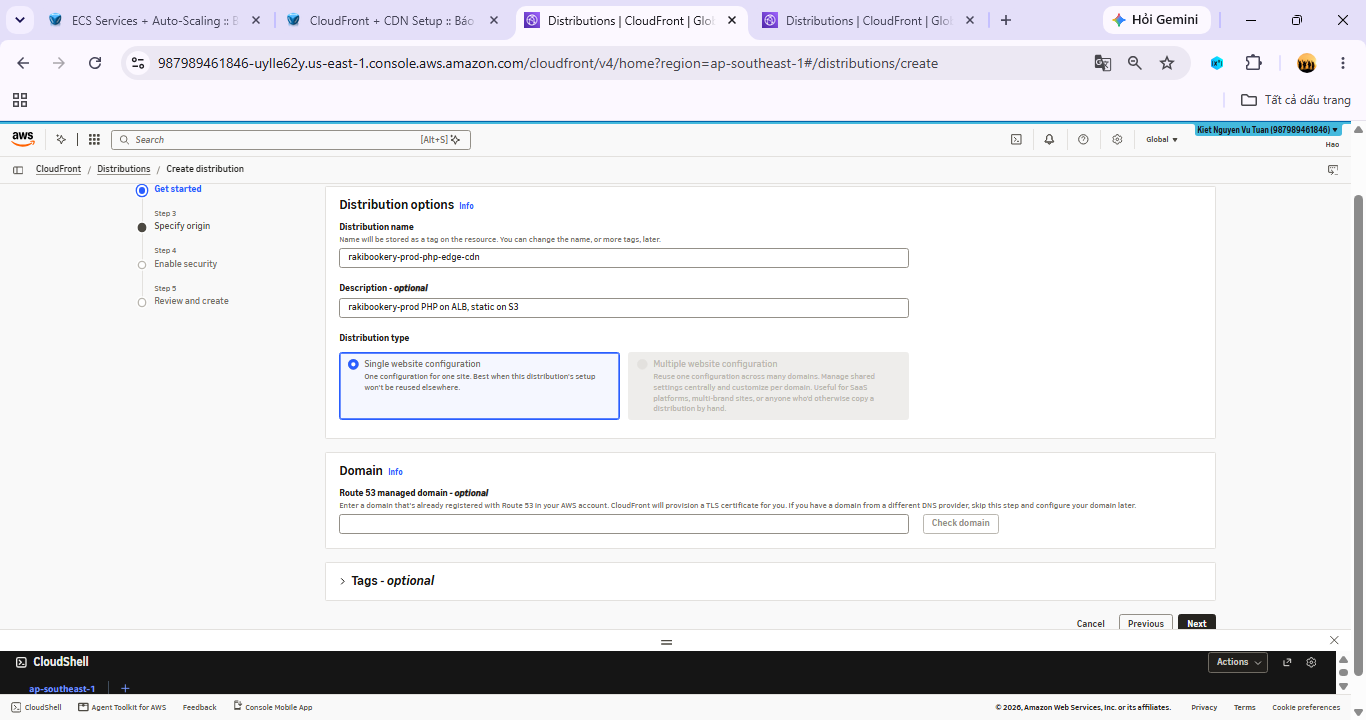 ECS Services + Auto-Scaling :: B
CloudFront + CDN Setup :: Báo
Distributions | CloudFront | Glob
Distributions | CloudFront | Glob
Hỏi Gemini
987989461846-uylle62y.us-east-1.console.aws.amazon.com/cloudfront/v4/home?region=ap-southeast-1#/distributions/create
Tất cả dấu trang
aws
Search
[Alt+S]
Global
Kiet Nguyen Vu Tuan (987989461846)
Hao
CloudFront / Distributions / Create distribution
Get started
Step 3
Specify origin
Step 4
Enable security
Step 5
Review and create
Distribution options Info
Distribution name
Name will be stored as a tag on the resource. You can change the name, or more tags, later.
rakibookery-prod-php-edge-cdn
Description - optional
rakibookery-prod PHP on ALB, static on S3
Distribution type
Single website configuration
One configuration for one site. Best when this distribution's setup
won't be reused elsewhere.
Multiple website configuration
Reuse one configuration across many domains. Manage shared
settings centrally and customize per domain. Useful for SaaS
platforms, multi-brand sites, or anyone who'd otherwise copy a
distribution by hand.
Domain Info
Route 53 managed domain - optional
Enter a domain that's already registered with Route 53 in your AWS account. CloudFront will provision a TLS certificate for you. If you have a domain from a different DNS provider, skip this step and configure your domain later.
Check domain
Tags - optional
Cancel
Previous
Next
CloudShell
Actions
ap-southeast-1
CloudShell
Agent Toolkit for AWS
Feedback
Console Mobile App
© 2026, Amazon Web Services, Inc. or its affiliates.
Privacy
Terms
Cookie preferences